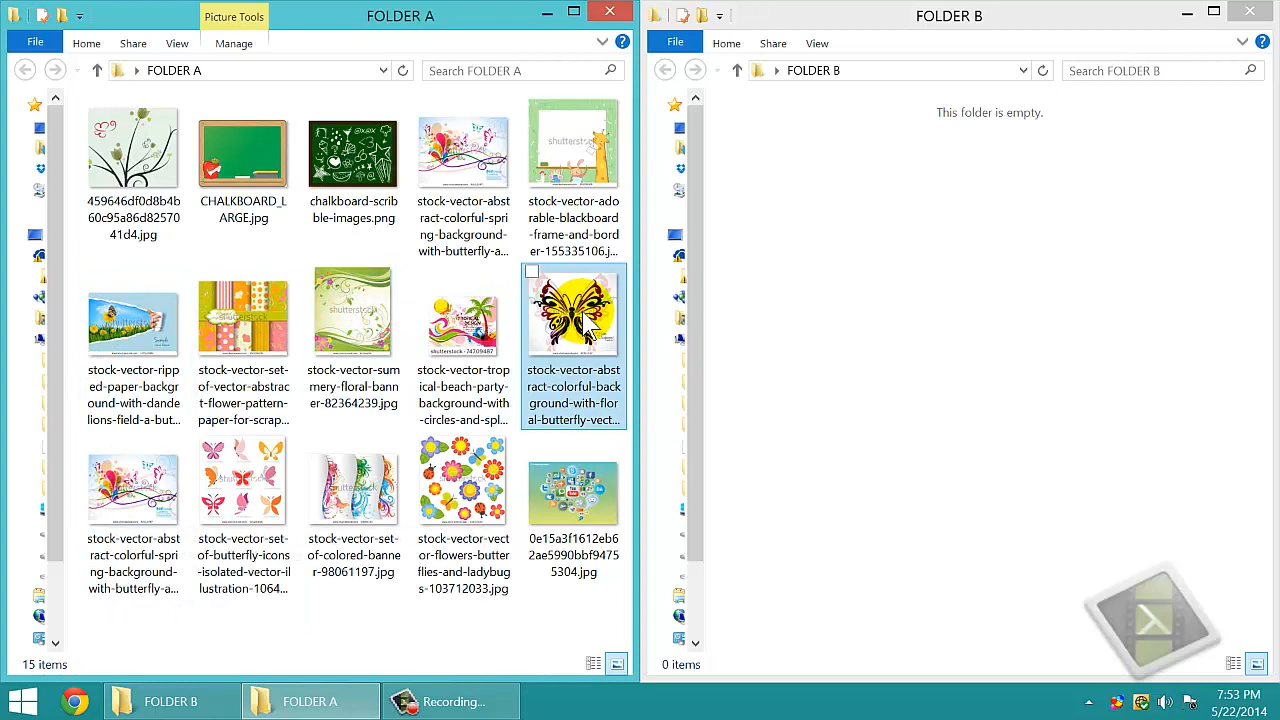 Picture Tools
FOLDER A
File
Home
Share
View
Manage
FOLDER A
Search FOLDER A
459646df0d8b4b
60c95a86d82570
41d4.jpg
CHALKBOARD_L
ARGE.jpg
chalkboard-scrib
ble-images.png
stock-vector-abs
tract-colorful-spri
ng-background-
with-butterfly-a...
stock-vector-ado
rable-blackboard
-frame-and-bord
er-155335106.j...
shutterstock
stock-vector-ripp
ed-paper-backgr
ound-with-dande
lions-field-a-but...
stock-vector-set-
of-vector-abstrac
t-flower-pattern-
paper-for-scrap...
stock-vector-sum
mery-floral-bann
er-82364239.jpg
shutterstock · 74709487
stock-vector-trop
ical-beach-party-
background-with
-circles-and-spl...
stock-vector-abst
ract-colorful-back
ground-with-flor
al-butterfly-vect...
stock-vector-abs
tract-colorful-spri
ng-background-
with-butterfly-a...
stock-vector-set-
of-butterfly-icons
-isolated-vector-il
lustration-1064...
stock-vector-set-
of-colored-banne
r-98061197.jpg
stock-vector-vect
or-flowers-butter
flies-and-ladybug
s-103712033.jpg
0e15a3f1612eb6
2ae5990bbf9475
5304.jpg
15 items
FOLDER B
File
Home
Share
View
FOLDER B
Search FOLDER B
This folder is empty.
0 items
FOLDER B
FOLDER A
Recording...
7:53 PM
5/22/2014